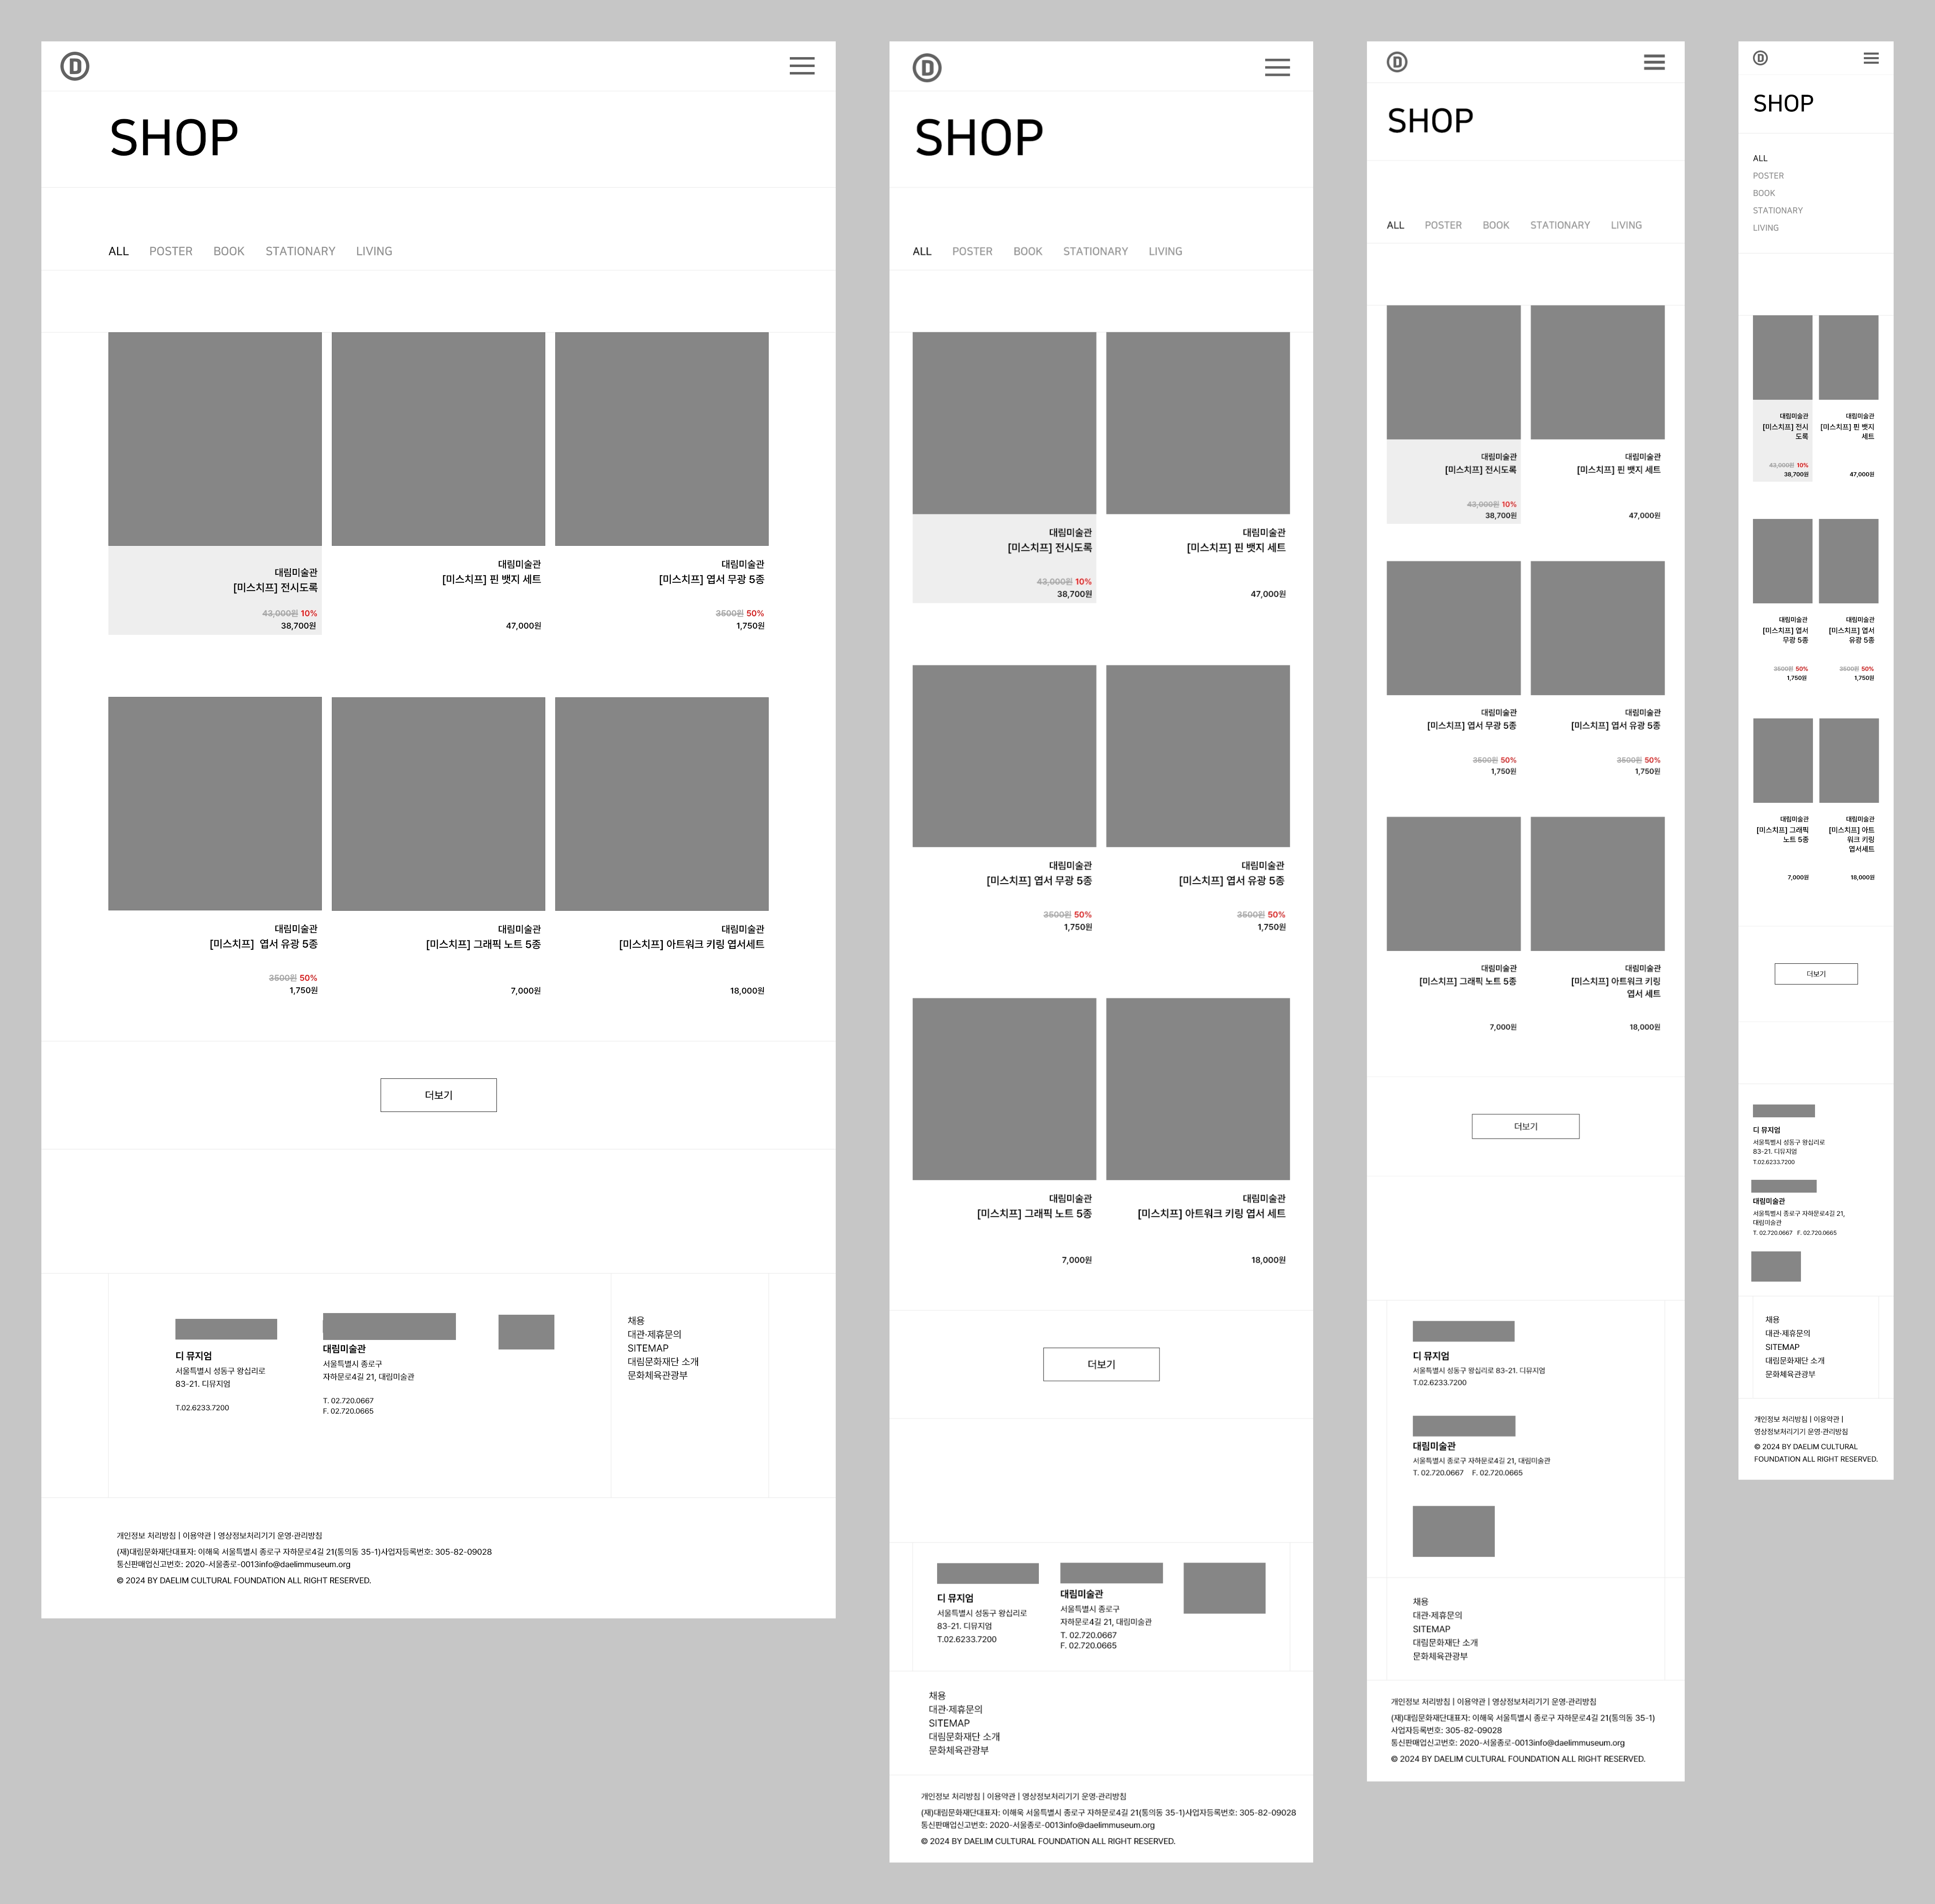 D
SHOP
ALL POSTER BOOK STATIONARY LIVING
대림미술관
[미스치프] 전시도록
43,000원 10%
38,700원
대림미술관
[미스치프] 핀 뱃지 세트
47,000원
대림미술관
[미스치프] 엽서 무광 5종
3500원 50%
1,750원
대림미술관
[미스치프] 엽서 유광 5종
3500원 50%
1,750원
대림미술관
[미스치프] 그래픽 노트 5종
7,000원
대림미술관
[미스치프] 아트워크 키링 엽서세트
18,000원
더보기
디 뮤지엄
서울특별시 성동구 왕십리로
83-21. 디뮤지엄
T.02.6233.7200
대림미술관
서울특별시 종로구
자하문로4길 21, 대림미술관
T. 02.720.0667
F. 02.720.0665
채용
대관·제휴문의
SITEMAP
대림문화재단 소개
문화체육관광부
개인정보 처리방침 | 이용약관 | 영상정보처리기기 운영·관리방침
(재)대림문화재단대표자: 이해욱 서울특별시 종로구 자하문로4길 21(통의동 35-1)사업자등록번호: 305-82-09028
통신판매업신고번호: 2020-서울종로-0013info@daelimmuseum.org
© 2024 BY DAELIM CULTURAL FOUNDATION ALL RIGHT RESERVED.
D
SHOP
ALL POSTER BOOK STATIONARY LIVING
대림미술관
[미스치프] 전시도록
43,000원 10%
38,700원
대림미술관
[미스치프] 핀 뱃지 세트
47,000원
대림미술관
[미스치프] 엽서 무광 5종
3500원 50%
1,750원
대림미술관
[미스치프] 엽서 유광 5종
3500원 50%
1,750원
대림미술관
[미스치프] 그래픽 노트 5종
7,000원
대림미술관
[미스치프] 아트워크 키링 엽서 세트
18,000원
더보기
디 뮤지엄
서울특별시 성동구 왕십리로
83-21. 디뮤지엄
T.02.6233.7200
대림미술관
서울특별시 종로구
자하문로4길 21, 대림미술관
T. 02.720.0667
F. 02.720.0665
채용
대관·제휴문의
SITEMAP
대림문화재단 소개
문화체육관광부
개인정보 처리방침 | 이용약관 | 영상정보처리기기 운영·관리방침
(재)대림문화재단대표자: 이해욱 서울특별시 종로구 자하문로4길 21(통의동 35-1)사업자등록번호: 305-82-09028
통신판매업신고번호: 2020-서울종로-0013info@daelimmuseum.org
© 2024 BY DAELIM CULTURAL FOUNDATION ALL RIGHT RESERVED.
D
SHOP
ALL POSTER BOOK STATIONARY LIVING
대림미술관
[미스치프] 전시도록
43,000원 10%
38,700원
대림미술관
[미스치프] 핀 뱃지 세트
47,000원
대림미술관
[미스치프] 엽서 무광 5종
3500원 50%
1,750원
대림미술관
[미스치프] 엽서 유광 5종
3500원 50%
1,750원
대림미술관
[미스치프] 그래픽 노트 5종
7,000원
대림미술관
[미스치프] 아트워크 키링
엽서 세트
18,000원
더보기
디 뮤지엄
서울특별시 성동구 왕십리로 83-21. 디뮤지엄
T.02.6233.7200
대림미술관
서울특별시 종로구 자하문로4길 21, 대림미술관
T. 02.720.0667 F. 02.720.0665
채용
대관·제휴문의
SITEMAP
대림문화재단 소개
문화체육관광부
개인정보 처리방침 | 이용약관 | 영상정보처리기기 운영·관리방침
(재)대림문화재단대표자: 이해욱 서울특별시 종로구 자하문로4길 21(통의동 35-1)
사업자등록번호: 305-82-09028
통신판매업신고번호: 2020-서울종로-0013info@daelimmuseum.org
© 2024 BY DAELIM CULTURAL FOUNDATION ALL RIGHT RESERVED.
D
SHOP
ALL
POSTER
BOOK
STATIONARY
LIVING
대림미술관
[미스치프] 전시
도록
43,000원 10%
38,700원
대림미술관
[미스치프] 핀 뱃지
세트
47,000원
대림미술관
[미스치프] 엽서
무광 5종
3500원 50%
1,750원
대림미술관
[미스치프] 엽서
유광 5종
3500원 50%
1,750원
대림미술관
[미스치프] 그래픽
노트 5종
7,000원
대림미술관
[미스치프] 아트
워크 키링
엽서세트
18,000원
더보기
디 뮤지엄
서울특별시 성동구 왕십리로
83-21. 디뮤지엄
T.02.6233.7200
대림미술관
서울특별시 종로구 자하문로4길 21,
대림미술관
T. 02.720.0667 F. 02.720.0665
채용
대관·제휴문의
SITEMAP
대림문화재단 소개
문화체육관광부
개인정보 처리방침 | 이용약관 |
영상정보처리기기 운영·관리방침
© 2024 BY DAELIM CULTURAL
FOUNDATION ALL RIGHT RESERVED.